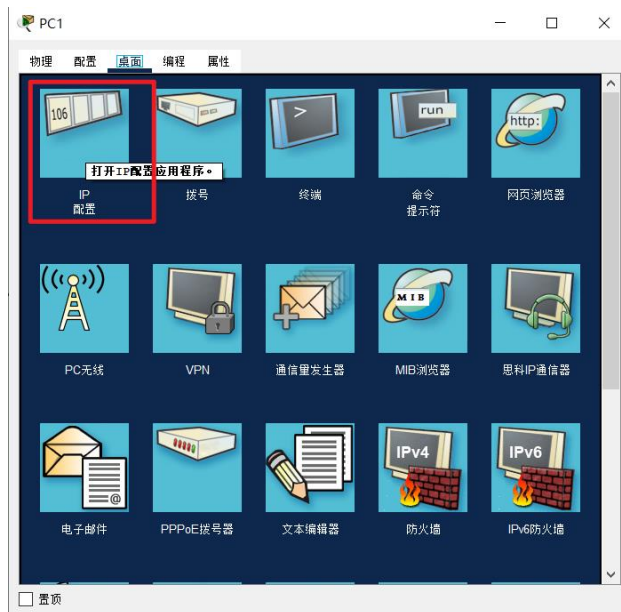 PC1
物理 配置 桌面 编程 属性
106
>
run
http:
打开IP配置应用程序。
IP
配置
拨号
终端
命令
提示符
网页浏览器
MIB
PC无线
VPN
通信量发生器
MIB浏览器
思科IP通信器
@
IPv4
IPv6
电子邮件
PPPoE拨号器
文本编辑器
防火墙
IPv6防火墙
置顶